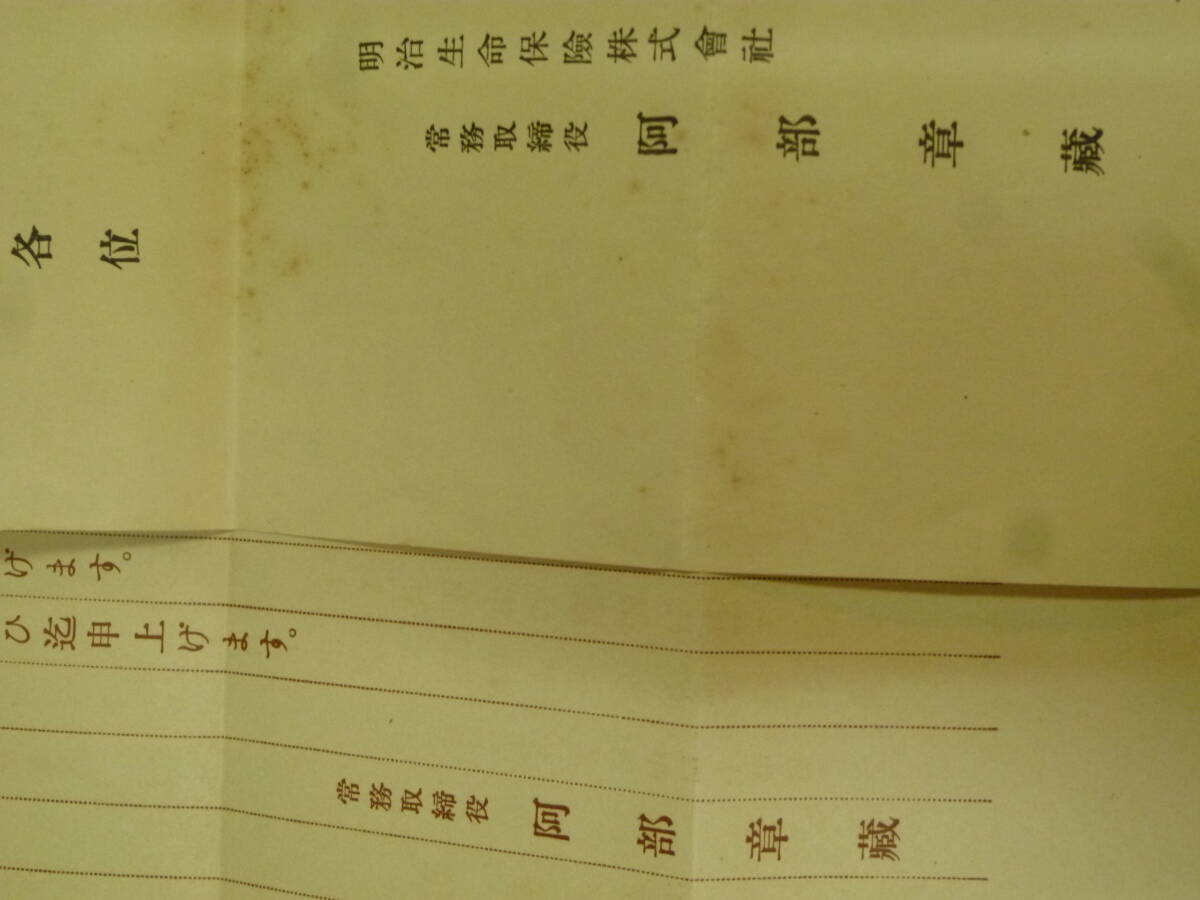 明治生命保險株式會社
常務取締役 阿部章藏
各位
げます。
ひ迄申上げます。
常務取締役 阿部章藏